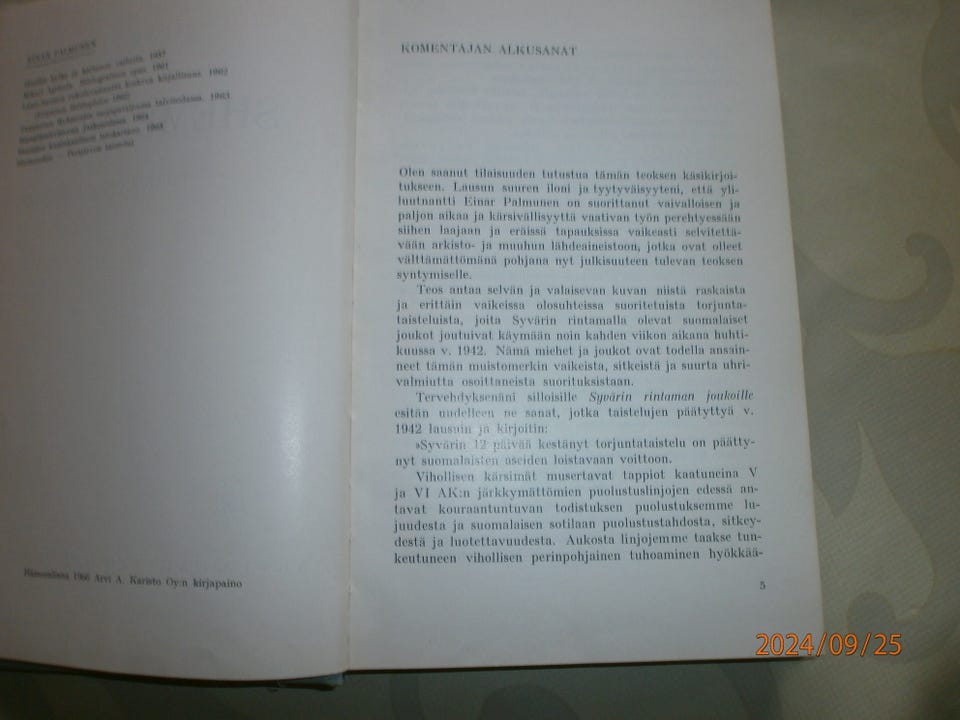 EINAR PALMUNEN
1957
1961
1962
1963
1964
Hämeenlinna 1966 Arvi A. Karisto Oy:n kirjapaino
KOMENTAJAN ALKUSANAT
Olen saanut tilaisuuden tutustua tämän teoksen käsikirjoi-
tukseen. Lausun suuren iloni ja tyytyväisyyteni, että yli-
luutnantti Einar Palmunen on suorittanut vaivalloisen ja
paljon aikaa ja kärsivällisyyttä vaativan työn perehtyessään
siihen laajaan ja eräissä tapauksissa vaikeasti selvitettä-
vään arkisto- ja muuhun lähdeaineistoon, jotka ovat olleet
välttämättömänä pohjana nyt julkisuuteen tulevan teoksen
syntymiselle.
Teos antaa selvän ja valaisevan kuvan niistä raskaista
ja erittäin vaikeissa olosuhteissa suoritetuista torjunta-
taisteluista, joita Syvärin rintamalla olevat suomalaiset
joukot joutuivat käymään noin kahden viikon aikana huhti-
kuussa v. 1942. Nämä miehet ja joukot ovat todella ansain-
neet tämän muistomerkin vaikeista, sitkeistä ja suurta uhri-
valmiutta osoittaneista suorituksistaan.
Tervehdyksenäni silloisille Syvärin rintaman joukoille
esitän uudelleen ne sanat, jotka taistelujen päätyttyä v.
1942 lausuin ja kirjoitin:
»Syvärin 12 päivää kestänyt torjuntataistelu on päätty-
nyt suomalaisten aseiden loistavaan voittoon.
Vihollisen kärsimät musertavat tappiot kaatuneina V
ja VI AK:n järkkymättömien puolustuslinjojen edessä an-
tavat kouraantuntuvan todistuksen puolustuksemme lu-
juudesta ja suomalaisen sotilaan puolustustahdosta, sitkey-
destä ja luotettavuudesta. Aukosta linjojemme taakse tun-
keutuneen vihollisen perinpohjainen tuhoaminen hyökkää-
5
2024/09/25